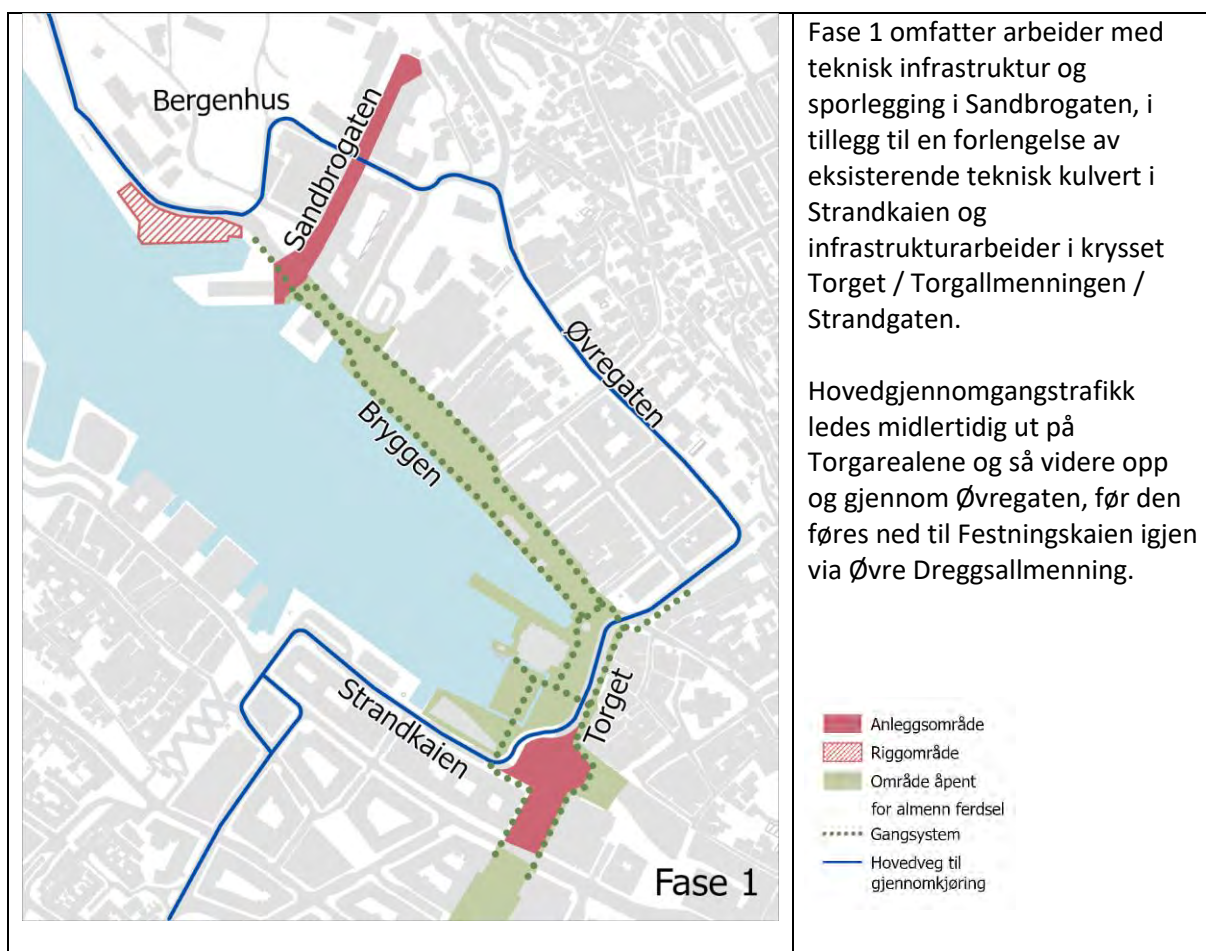 Bergenhus
Sandbrogaten
Øvregaten
Bryggen
Strandkaien
Torget
Fase 1
Fase 1 omfatter arbeider med
teknisk infrastruktur og
sporlegging i Sandbrogaten, i
tillegg til en forlengelse av
eksisterende teknisk kulvert i
Strandkaien og
infrastrukturarbeider i krysset
Torget / Torgallmenningen /
Strandgaten.
Hovedgjennomgangstrafikk
ledes midlertidig ut på
Torgarealene og så videre opp
og gjennom Øvregaten, før den
føres ned til Festningskaien igjen
via Øvre Dreggsallmenning.
Anleggsområde
Riggområde
Område åpent
for almenn ferdsel
Gangsystem
Hovedveg til
gjennomkjøring